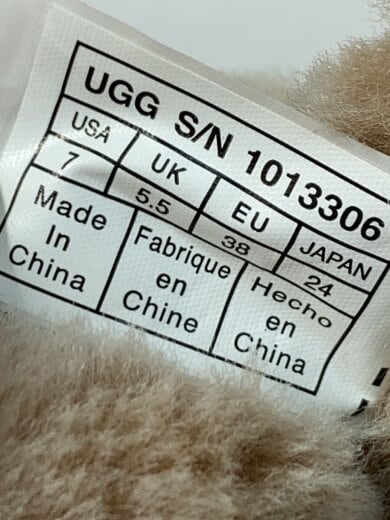 UGG S/N 1013306
USA UK EU JAPAN
7 5.5 38 24
Made Fabrique Hecho
In en en
China Chine China